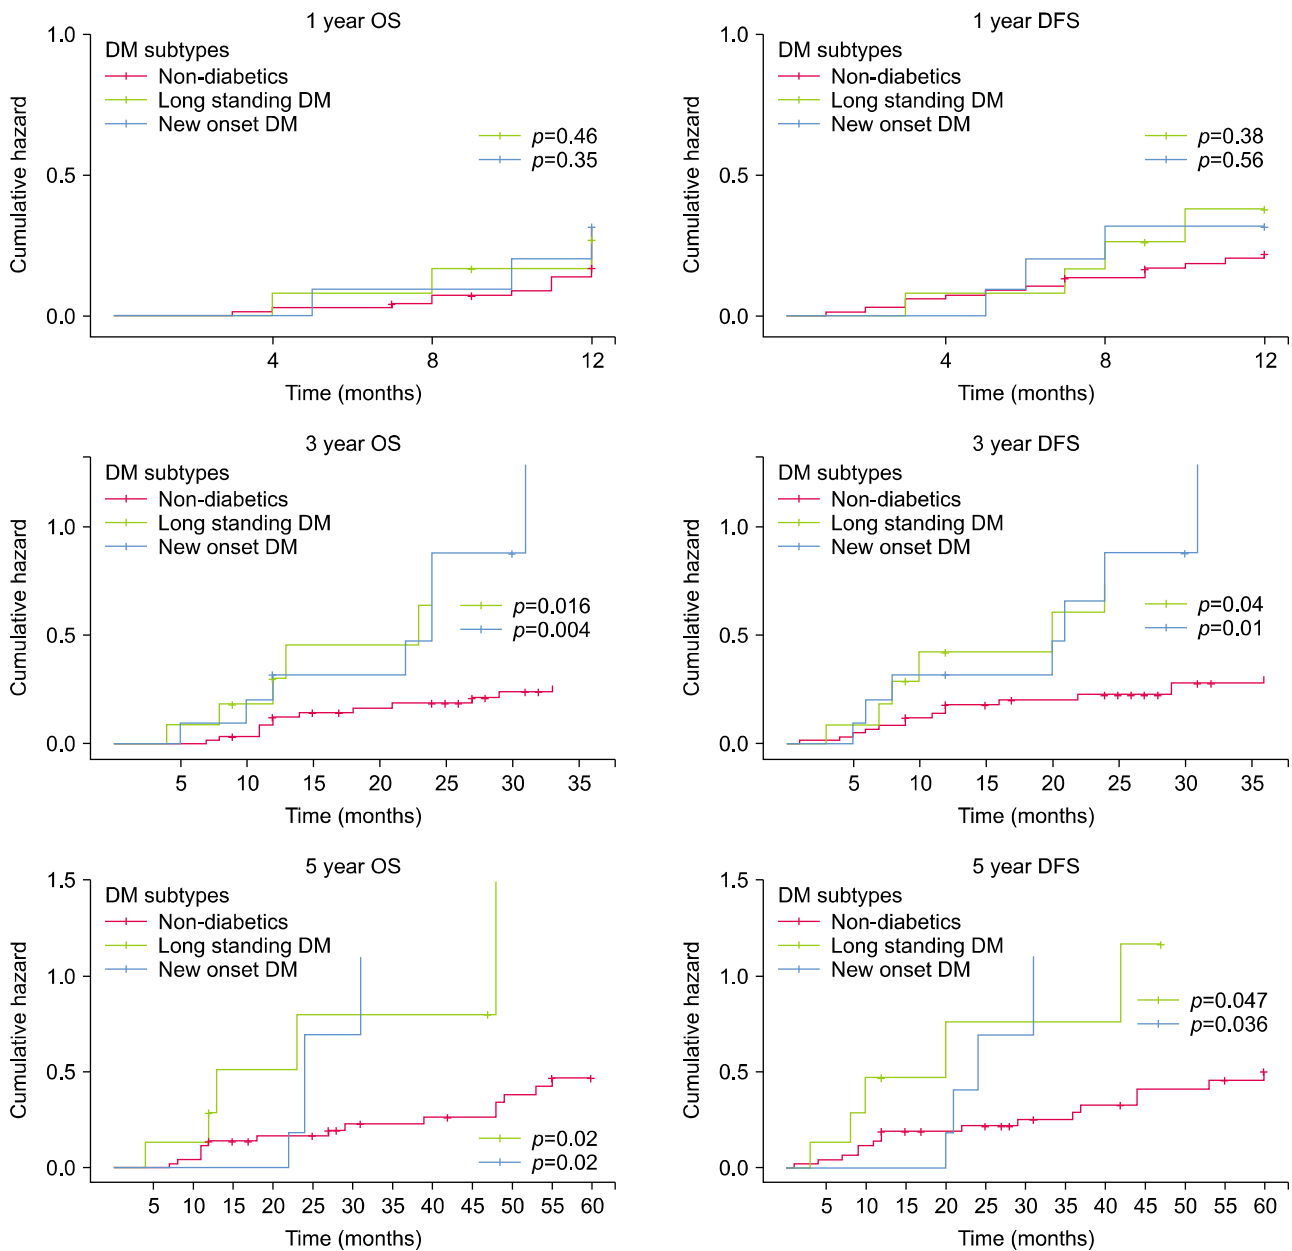 1 year OS
1.0
0.5
0.0
Cumulative hazard
DM subtypes
Non-diabetics
Long standing DM
New onset DM
p=0.46
p=0.35
4 8 12
Time (months)
1 year DFS
1.0
0.5
0.0
Cumulative hazard
DM subtypes
Non-diabetics
Long standing DM
New onset DM
p=0.38
p=0.56
4 8 12
Time (months)
3 year OS
1.0
0.5
0.0
Cumulative hazard
DM subtypes
Non-diabetics
Long standing DM
New onset DM
p=0.016
p=0.004
5 10 15 20 25 30 35
Time (months)
3 year DFS
1.0
0.5
0.0
Cumulative hazard
DM subtypes
Non-diabetics
Long standing DM
New onset DM
p=0.04
p=0.01
5 10 15 20 25 30 35
Time (months)
5 year OS
1.5
1.0
0.5
0.0
Cumulative hazard
DM subtypes
Non-diabetics
Long standing DM
New onset DM
p=0.02
p=0.02
5 10 15 20 25 30 35 40 45 50 55 60
Time (months)
5 year DFS
1.5
1.0
0.5
0.0
Cumulative hazard
DM subtypes
Non-diabetics
Long standing DM
New onset DM
p=0.047
p=0.036
5 10 15 20 25 30 35 40 45 50 55 60
Time (months)